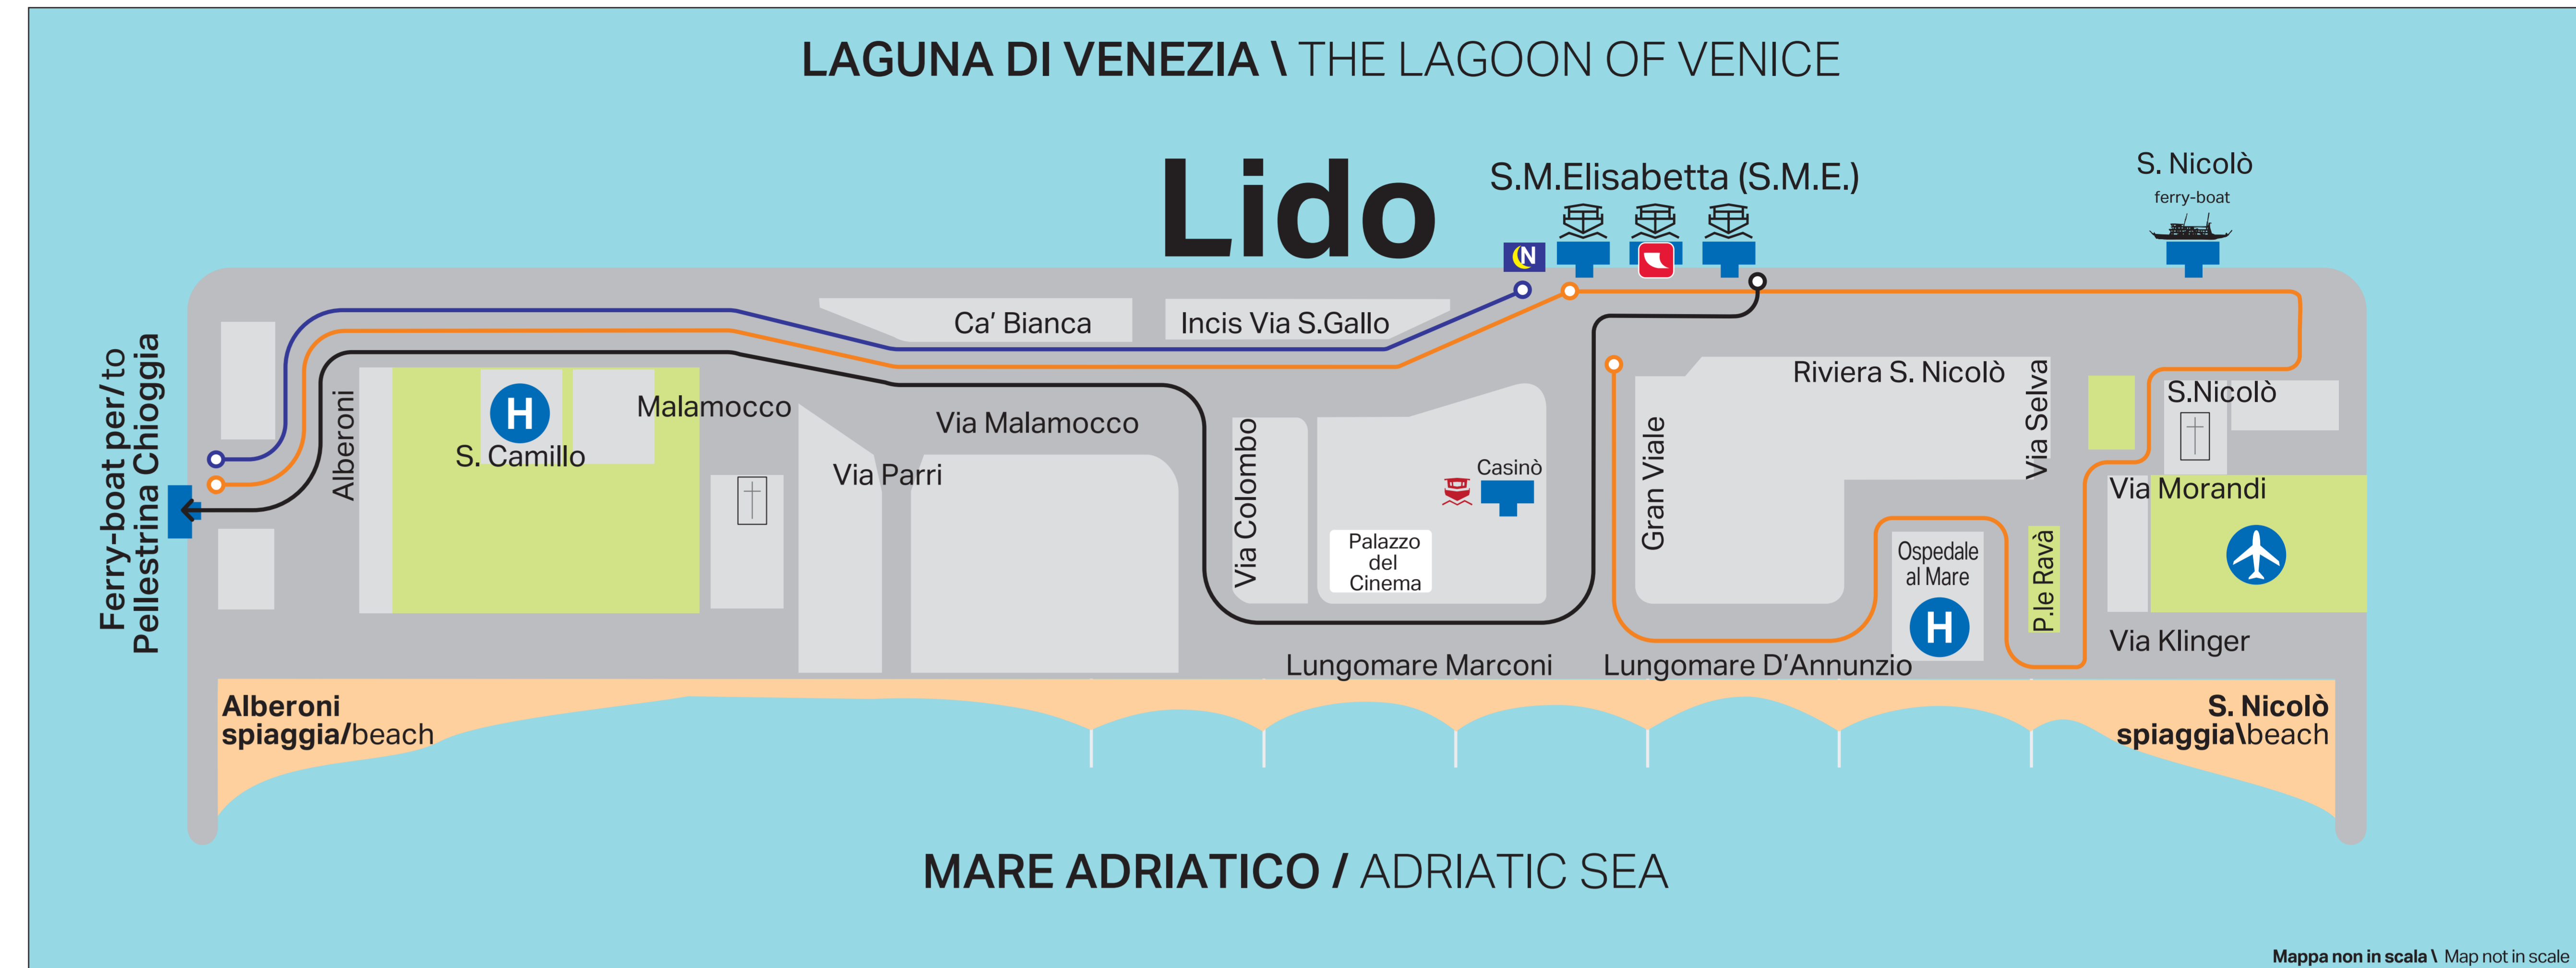 LAGUNA DI VENEZIA \ THE LAGOON OF VENICE
Lido
S.M.Elisabetta (S.M.E.)
S. Nicolò
ferry-boat
N
Ferry-boat per/to
Pellestrina Chioggia
Ca' Bianca
Incis Via S.Gallo
Alberoni
H
S. Camillo
Malamocco
Via Malamocco
Via Parri
Via Colombo
Casinò
Palazzo
del
Cinema
Gran Viale
Riviera S. Nicolò
Via Selva
S.Nicolò
Via Morandi
Ospedale
al Mare
H
P.le Ravà
Via Klinger
Lungomare Marconi
Lungomare D'Annunzio
Alberoni
spiaggia/beach
S. Nicolò
spiaggia\beach
MARE ADRIATICO / ADRIATIC SEA
Mappa non in scala \ Map not in scale